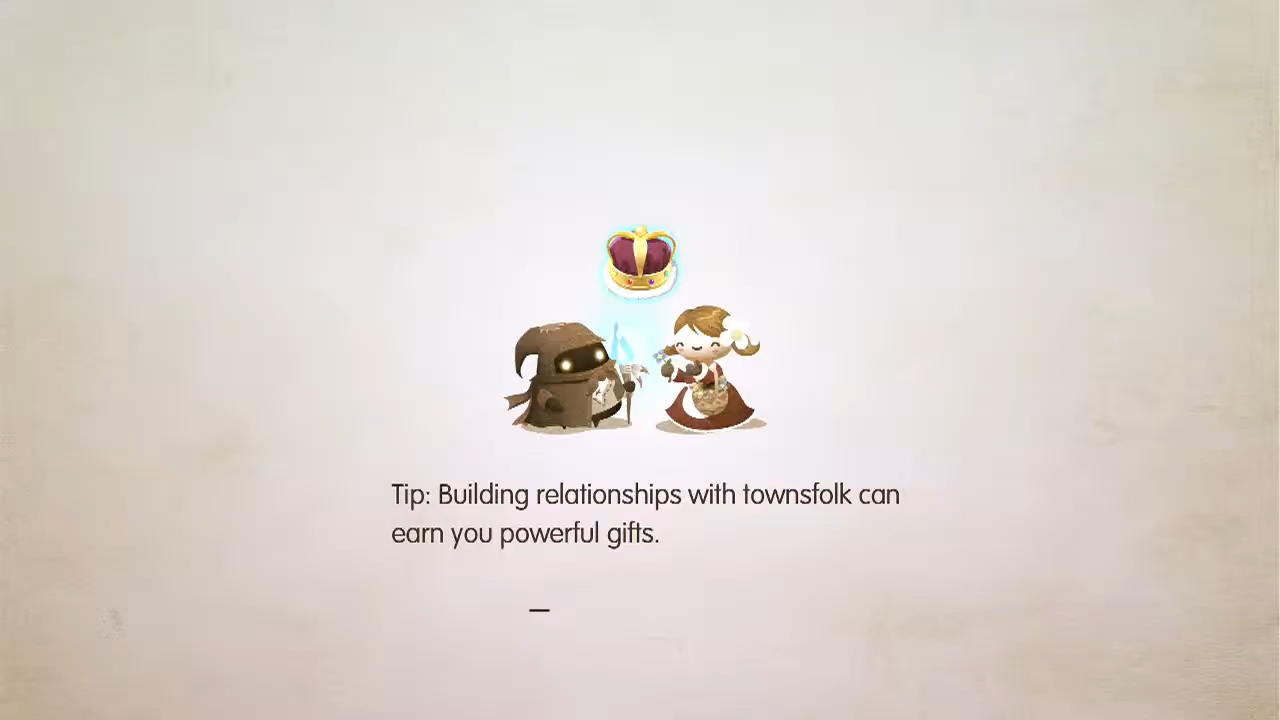 Tip: Building relationships with townsfolk can
earn you powerful gifts.